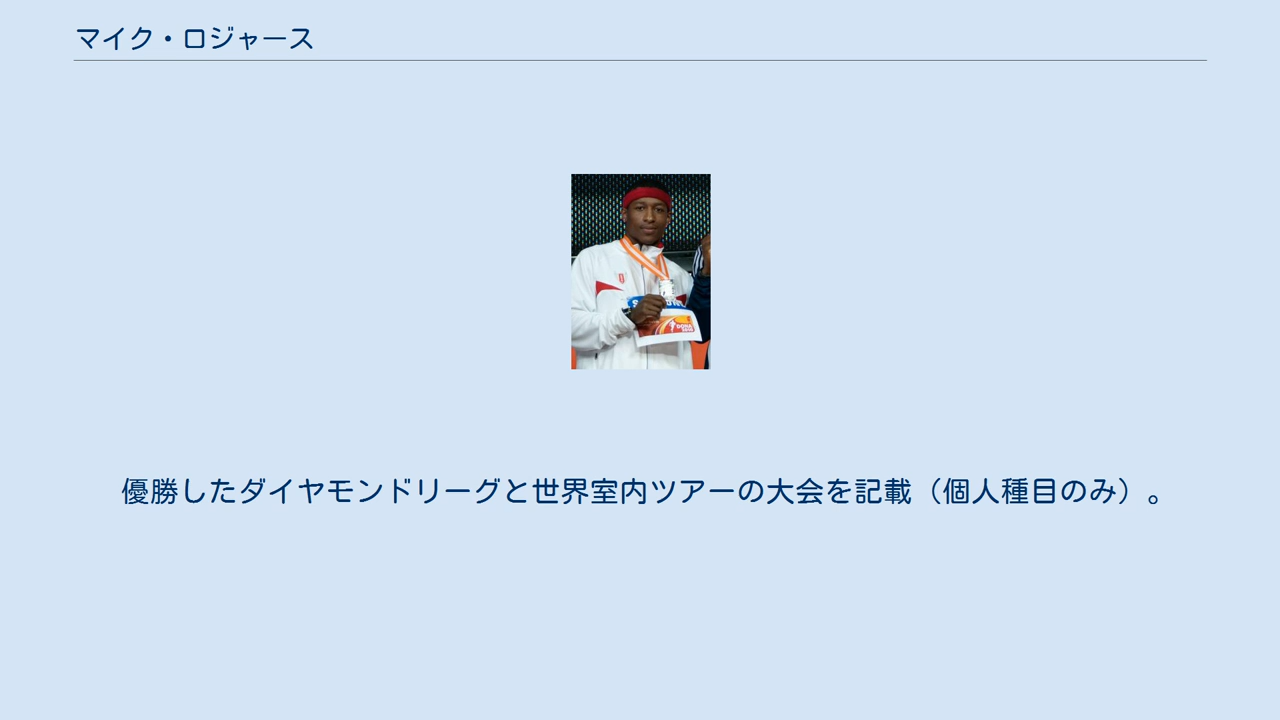 マイク・ロジャース
DOHA
優勝したダイヤモンドリーグと世界室内ツアーの大会を記載（個人種目のみ）。